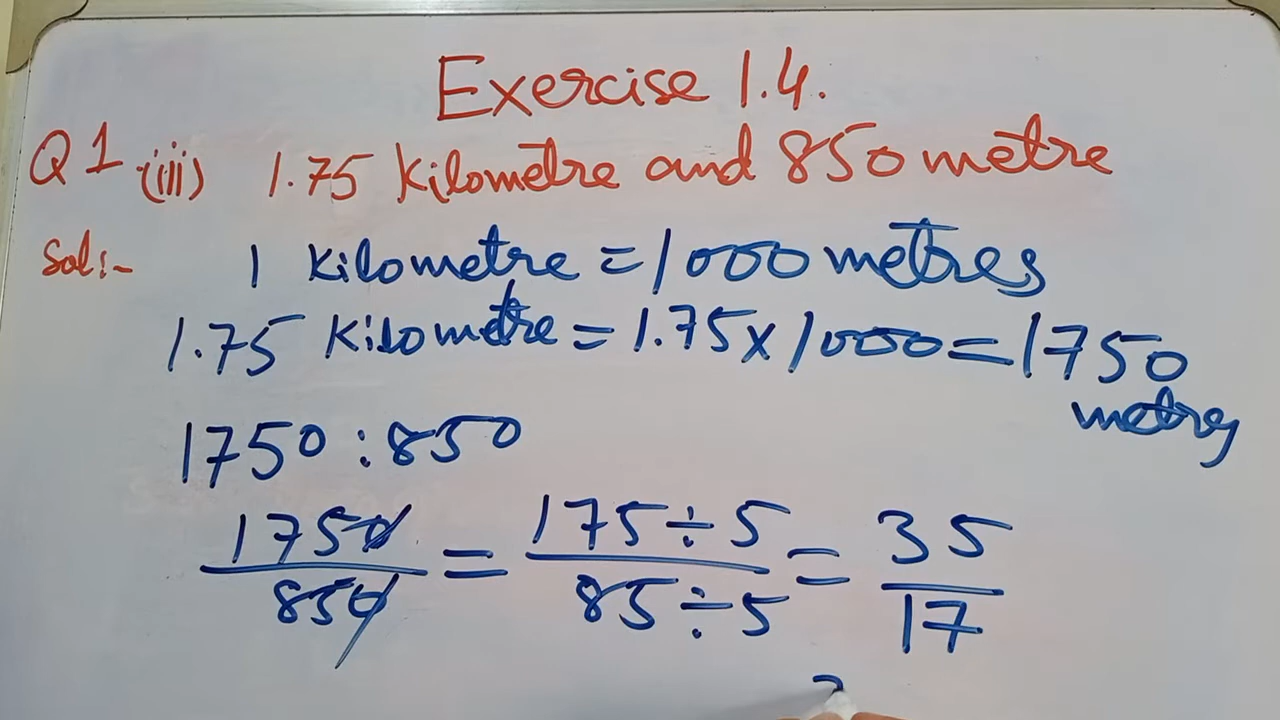 Exercise 1.4.
Q1 (iii) 1.75 Kilometre and 850 metre
Sol:-
1 Kilometre = 1000 metres
1.75 Kilometre = 1.75 x 1000 = 1750
metres
1750 : 850
1750/850 = 175÷5/85÷5 = 35/17